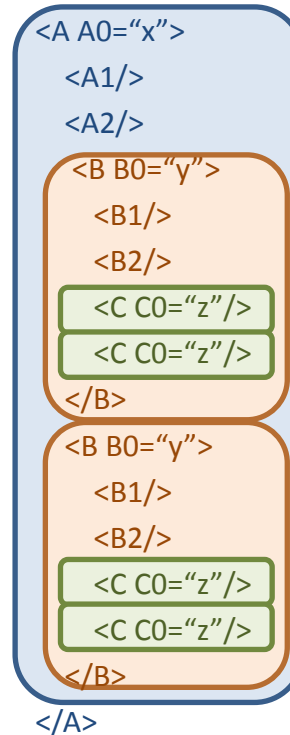 <A A0=“x”>
<A1/>
<A2/>
<B B0=“y”>
<B1/>
<B2/>
<C C0=“z”/>
<C C0=“z”/>
</B>
<B B0=“y”>
<B1/>
<B2/>
<C C0=“z”/>
<C C0=“z”/>
</B>
</A>